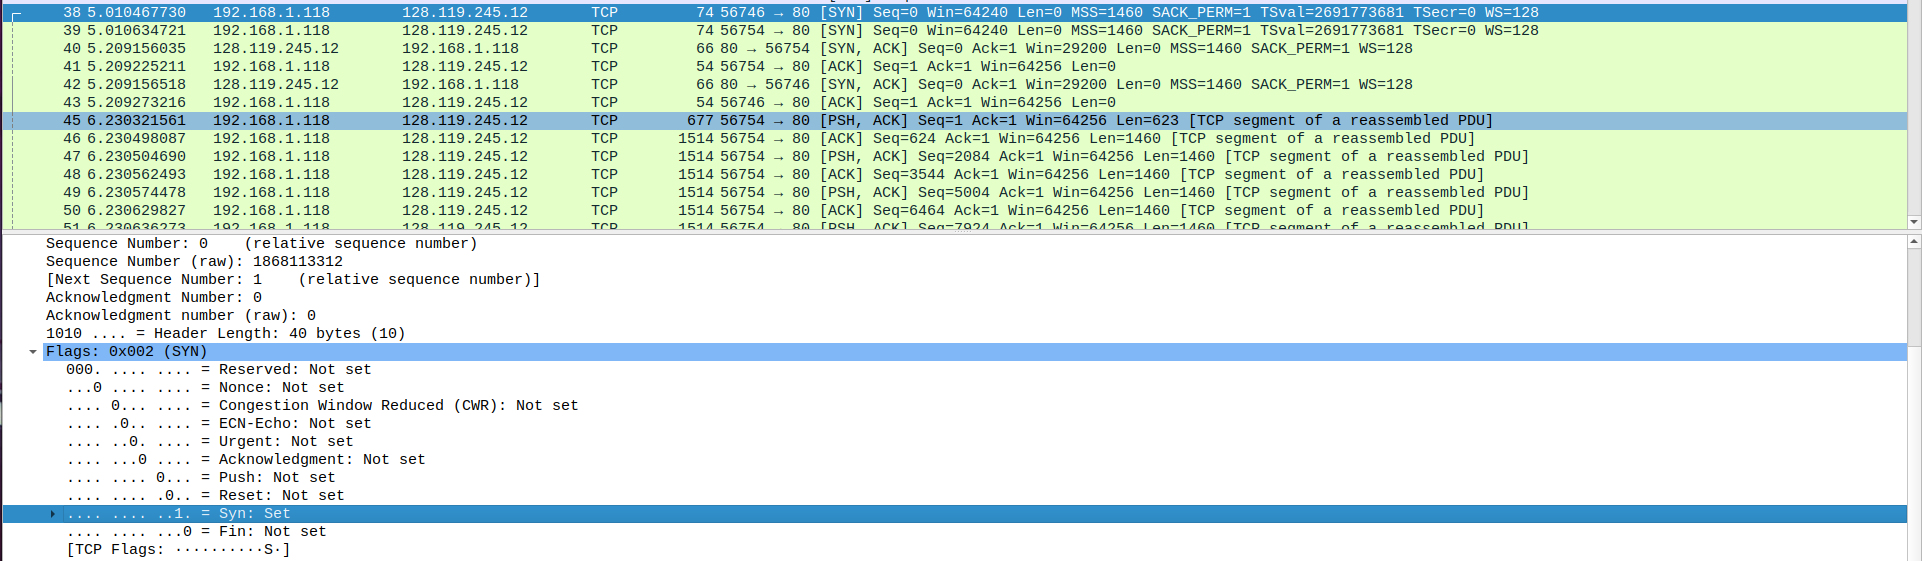 38 5.010467730 192.168.1.118 128.119.245.12 TCP 74 56746 → 80 [SYN] Seq=0 Win=64240 Len=0 MSS=1460 SACK_PERM=1 TSval=2691773681 TSecr=0 WS=128
39 5.010634721 192.168.1.118 128.119.245.12 TCP 74 56754 → 80 [SYN] Seq=0 Win=64240 Len=0 MSS=1460 SACK_PERM=1 TSval=2691773681 TSecr=0 WS=128
40 5.209156035 128.119.245.12 192.168.1.118 TCP 66 80 → 56754 [SYN, ACK] Seq=0 Ack=1 Win=29200 Len=0 MSS=1460 SACK_PERM=1 WS=128
41 5.209225211 192.168.1.118 128.119.245.12 TCP 54 56754 → 80 [ACK] Seq=1 Ack=1 Win=64256 Len=0
42 5.209156518 128.119.245.12 192.168.1.118 TCP 66 80 → 56746 [SYN, ACK] Seq=0 Ack=1 Win=29200 Len=0 MSS=1460 SACK_PERM=1 WS=128
43 5.209273216 192.168.1.118 128.119.245.12 TCP 54 56746 → 80 [ACK] Seq=1 Ack=1 Win=64256 Len=0
45 6.230321561 192.168.1.118 128.119.245.12 TCP 677 56754 → 80 [PSH, ACK] Seq=1 Ack=1 Win=64256 Len=623 [TCP segment of a reassembled PDU]
46 6.230498087 192.168.1.118 128.119.245.12 TCP 1514 56754 → 80 [ACK] Seq=624 Ack=1 Win=64256 Len=1460 [TCP segment of a reassembled PDU]
47 6.230504690 192.168.1.118 128.119.245.12 TCP 1514 56754 → 80 [PSH, ACK] Seq=2084 Ack=1 Win=64256 Len=1460 [TCP segment of a reassembled PDU]
48 6.230562493 192.168.1.118 128.119.245.12 TCP 1514 56754 → 80 [ACK] Seq=3544 Ack=1 Win=64256 Len=1460 [TCP segment of a reassembled PDU]
49 6.230574478 192.168.1.118 128.119.245.12 TCP 1514 56754 → 80 [PSH, ACK] Seq=5004 Ack=1 Win=64256 Len=1460 [TCP segment of a reassembled PDU]
50 6.230629827 192.168.1.118 128.119.245.12 TCP 1514 56754 → 80 [ACK] Seq=6464 Ack=1 Win=64256 Len=1460 [TCP segment of a reassembled PDU]
51 6.230636273 192.168.1.118 128.119.245.12 TCP 1514 56754 → 80 [PSH, ACK] Seq=7924 Ack=1 Win=64256 Len=1460 [TCP segment of a reassembled PDU]
Sequence Number: 0 (relative sequence number)
Sequence Number (raw): 1868113312
[Next Sequence Number: 1 (relative sequence number)]
Acknowledgment Number: 0
Acknowledgment number (raw): 0
1010 .... = Header Length: 40 bytes (10)
Flags: 0x002 (SYN)
000. .... .... = Reserved: Not set
...0 .... .... = Nonce: Not set
.... 0... .... = Congestion Window Reduced (CWR): Not set
.... .0.. .... = ECN-Echo: Not set
.... ..0. .... = Urgent: Not set
.... ...0 .... = Acknowledgment: Not set
.... .... 0... = Push: Not set
.... .... .0.. = Reset: Not set
.... .... ..1. = Syn: Set
.... .... ...0 = Fin: Not set
[TCP Flags: ··········S·]